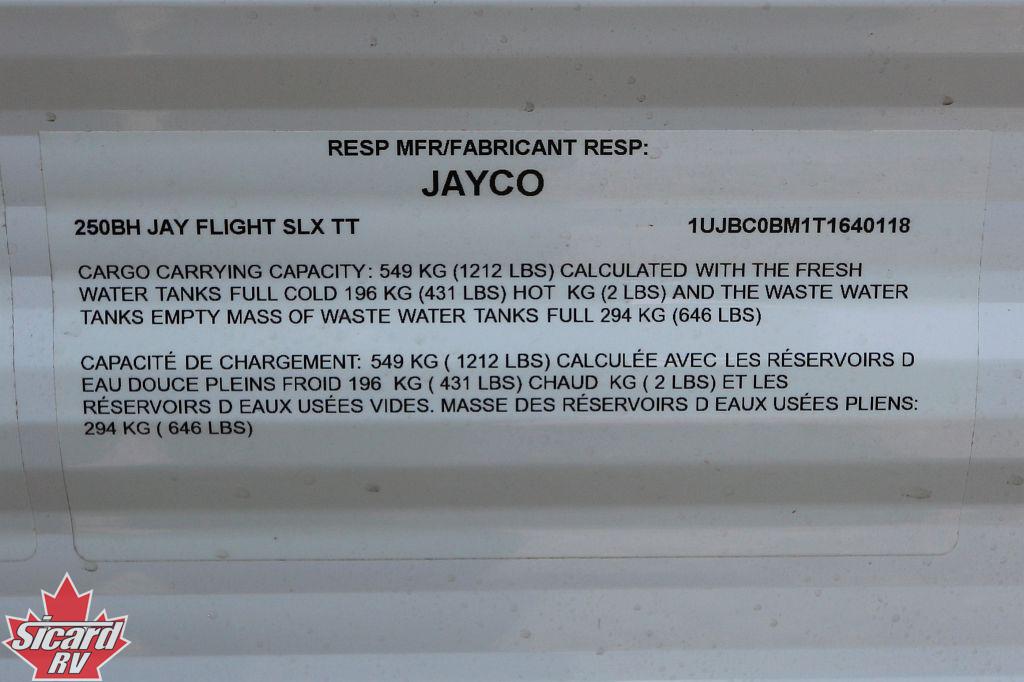 RESP MFR/FABRICANT RESP:
JAYCO
250BH JAY FLIGHT SLX TT 1UJBC0BM1T1640118
CARGO CARRYING CAPACITY: 549 KG (1212 LBS) CALCULATED WITH THE FRESH
WATER TANKS FULL COLD 196 KG (431 LBS) HOT KG (2 LBS) AND THE WASTE WATER
TANKS EMPTY MASS OF WASTE WATER TANKS FULL 294 KG (646 LBS)
CAPACITÉ DE CHARGEMENT: 549 KG ( 1212 LBS) CALCULÉE AVEC LES RÉSERVOIRS D
EAU DOUCE PLEINS FROID 196 KG ( 431 LBS) CHAUD KG ( 2 LBS) ET LES
RÉSERVOIRS D EAUX USÉES VIDES. MASSE DES RÉSERVOIRS D EAUX USÉES PLIENS:
294 KG ( 646 LBS)
Sicard
RV